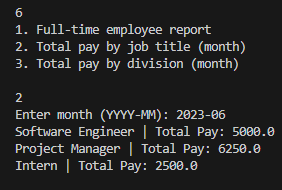 6
1. Full-time employee report
2. Total pay by job title (month)
3. Total pay by division (month)
2
Enter month (YYYY-MM): 2023-06
Software Engineer | Total Pay: 5000.0
Project Manager | Total Pay: 6250.0
Intern | Total Pay: 2500.0